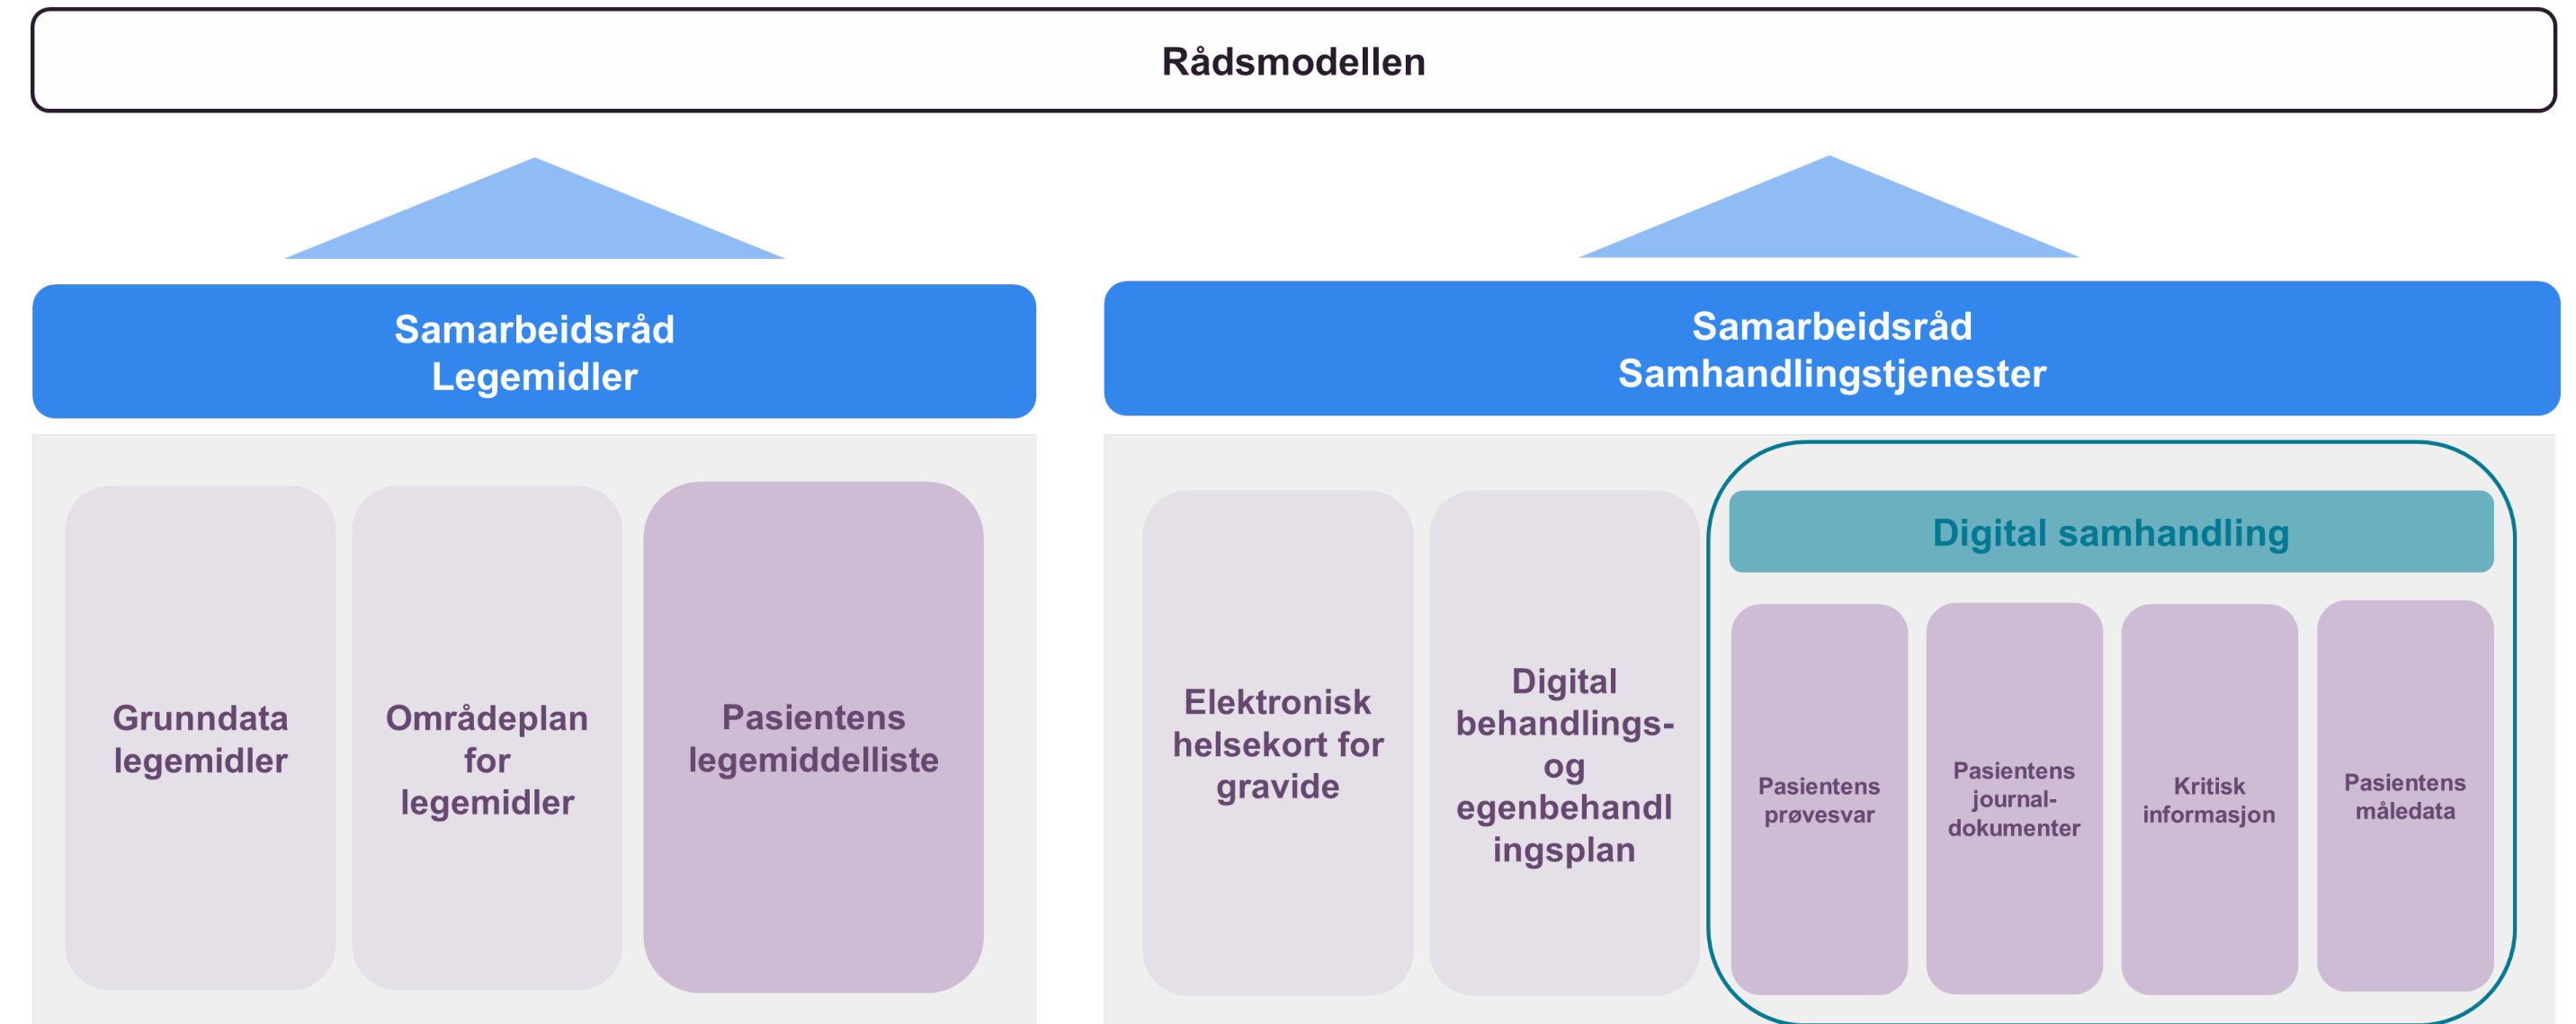 Rådsmodellen
Samarbeidsråd
Legemidler
Samarbeidsråd
Samhandlingstjenester
Grunndata
legemidler
Områdeplan
for
legemidler
Pasientens
legemiddelliste
Elektronisk
helsekort for
gravide
Digital
behandlings-
og
egenbehandl
ingsplan
Digital samhandling
Pasientens
prøvesvar
Pasientens
journal-
dokumenter
Kritisk
informasjon
Pasientens
måledata